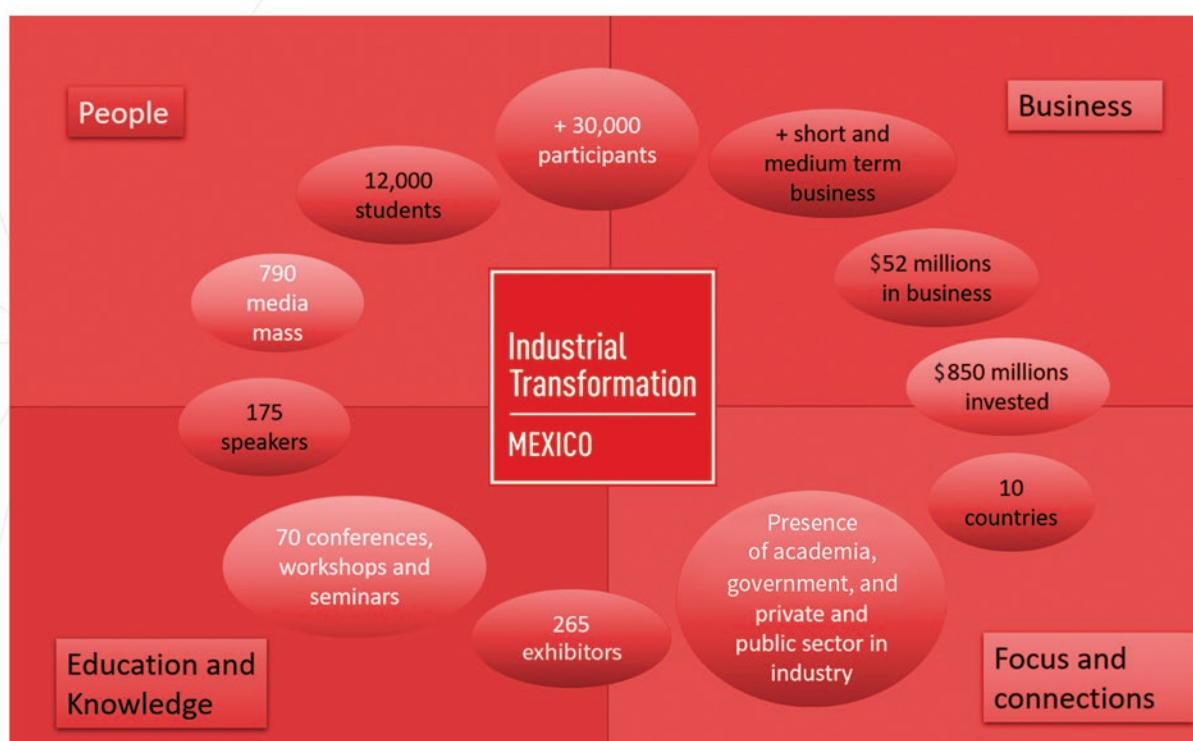 People
+ 30,000
participants
12,000
students
790
media
mass
175
speakers
Business
+ short and
medium term
business
$52 millions
in business
$850 millions
invested
Industrial
Transformation
MEXICO
70 conferences,
workshops and
seminars
265
exhibitors
Education and
Knowledge
10
countries
Presence
of academia,
government, and
private and
public sector in
industry
Focus and
connections